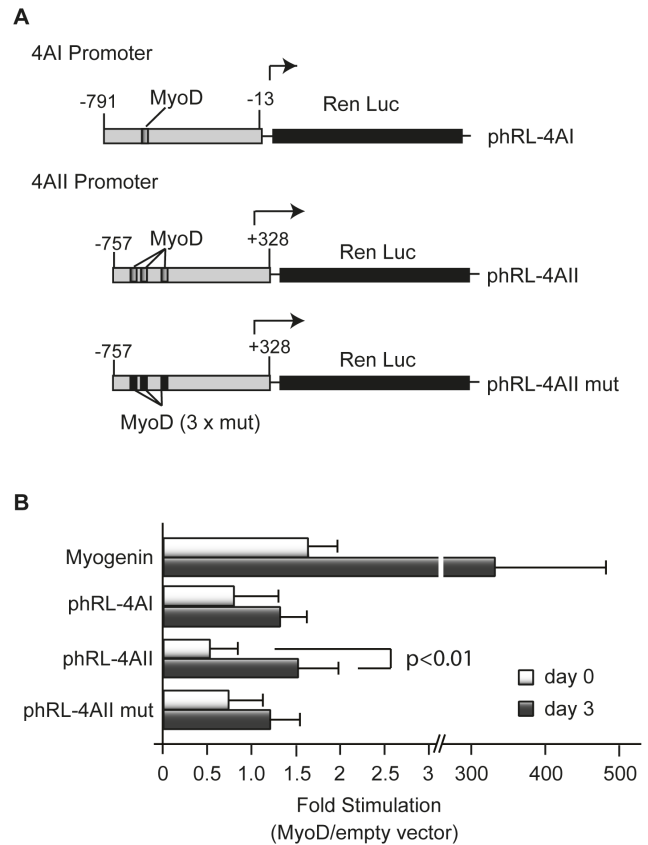 A
4AI Promoter
-791
MyoD
-13
Ren Luc
phRL-4AI
4AII Promoter
-757
MyoD
+328
Ren Luc
phRL-4AII
-757
+328
Ren Luc
phRL-4AII mut
MyoD (3 x mut)
B
Myogenin
phRL-4AI
phRL-4AII
p<0.01
phRL-4AII mut
day 0
day 3
0 0.5 1.0 1.5 2 2.5 3 300 400 500
Fold Stimulation
(MyoD/empty vector)